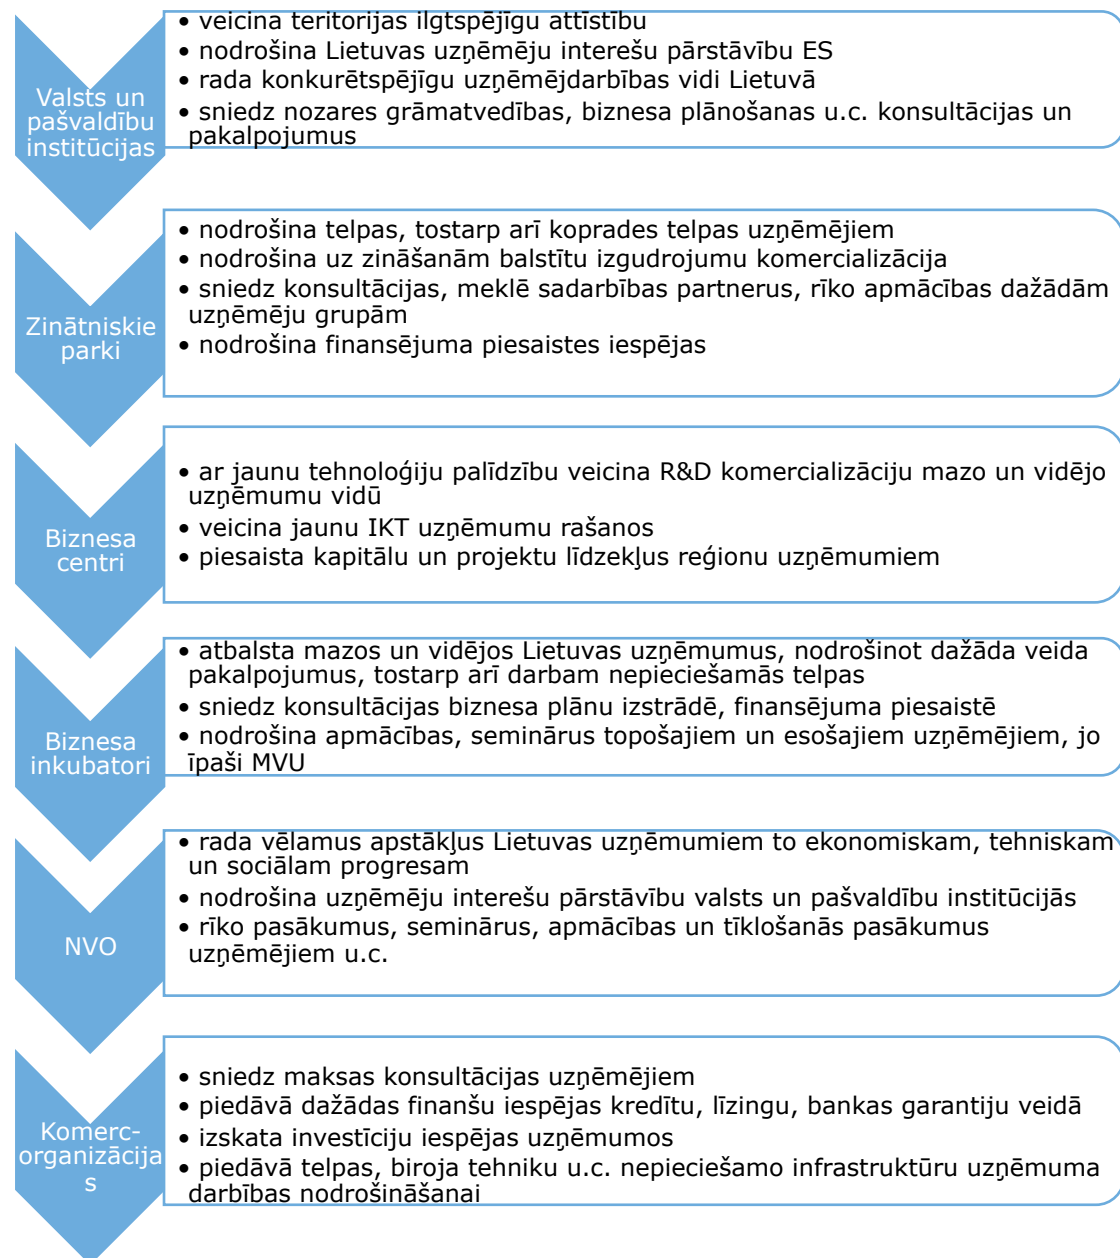 Valsts un
pašvaldību
institūcijas
• veicina teritorijas ilgtspējīgu attīstību
• nodrošina Lietuvas uzņēmēju interešu pārstāvību ES
• rada konkurētspējīgu uzņēmējdarbības vidi Lietuvā
• sniedz nozares grāmatvedības, biznesa plānošanas u.c. konsultācijas un
pakalpojumus
Zinātniskie
parki
• nodrošina telpas, tostarp arī koprades telpas uzņēmējiem
• nodrošina uz zināšanām balstītu izgudrojumu komercializācija
• sniedz konsultācijas, meklē sadarbības partnerus, rīko apmācības dažādām
uzņēmēju grupām
• nodrošina finansējuma piesaistes iespējas
Biznesa
centri
• ar jaunu tehnoloģiju palīdzību veicina R&D komercializāciju mazo un vidējo
uzņēmumu vidū
• veicina jaunu IKT uzņēmumu rašanos
• piesaista kapitālu un projektu līdzekļus reģionu uzņēmumiem
Biznesa
inkubatori
• atbalsta mazos un vidējos Lietuvas uzņēmumus, nodrošinot dažāda veida
pakalpojumus, tostarp arī darbam nepieciešamās telpas
• sniedz konsultācijas biznesa plānu izstrādē, finansējuma piesaistē
• nodrošina apmācības, seminārus topošajiem un esošajiem uzņēmējiem, jo
īpaši MVU
NVO
• rada vēlamus apstākļus Lietuvas uzņēmumiem to ekonomiskam, tehniskam
un sociālam progresam
• nodrošina uzņēmēju interešu pārstāvību valsts un pašvaldību institūcijās
• rīko pasākumus, seminārus, apmācības un tīklošanās pasākumus
uzņēmējiem u.c.
Komerc-
organizācija
s
• sniedz maksas konsultācijas uzņēmējiem
• piedāvā dažādas finanšu iespējas kredītu, līzingu, bankas garantiju veidā
• izskata investīciju iespējas uzņēmumos
• piedāvā telpas, biroja tehniku u.c. nepieciešamo infrastruktūru uzņēmuma
darbības nodrošināšanai